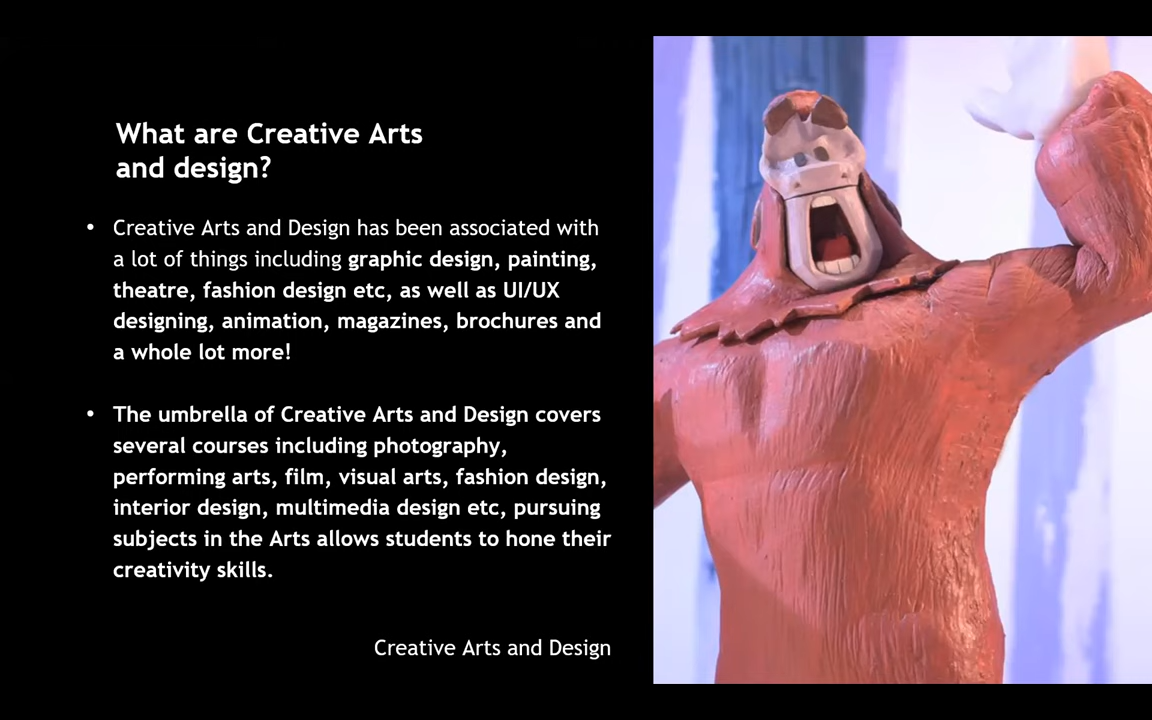 What are Creative Arts
and design?
• Creative Arts and Design has been associated with
a lot of things including graphic design, painting,
theatre, fashion design etc, as well as UI/UX
designing, animation, magazines, brochures and
a whole lot more!
• The umbrella of Creative Arts and Design covers
several courses including photography,
performing arts, film, visual arts, fashion design,
interior design, multimedia design etc, pursuing
subjects in the Arts allows students to hone their
creativity skills.
Creative Arts and Design